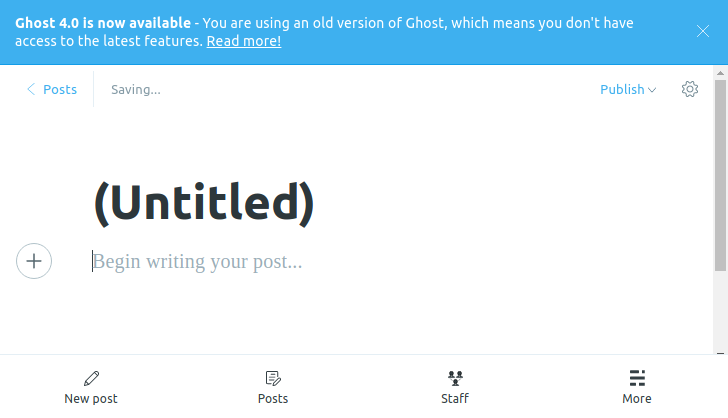 Ghost 4.0 is now available - You are using an old version of Ghost, which means you don't have
access to the latest features. Read more!
Posts
Saving...
Publish
(Untitled)
Begin writing your post...
New post
Posts
Staff
More